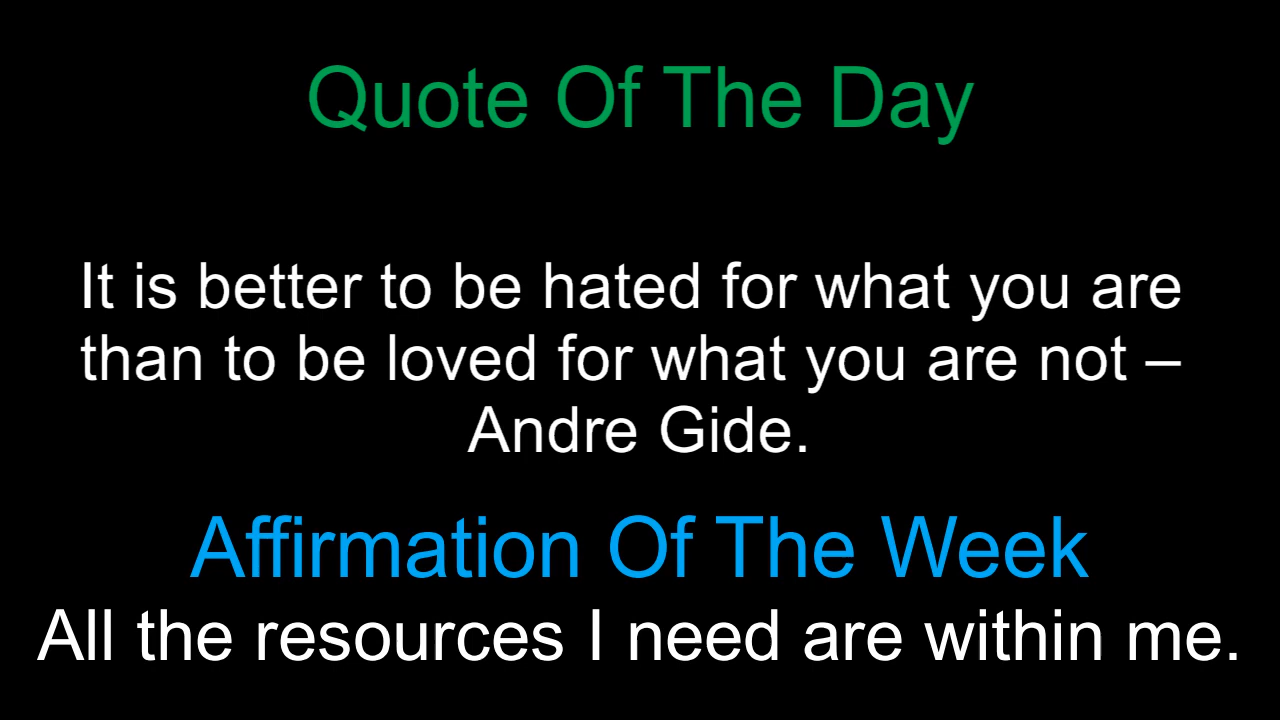 Quote Of The Day
It is better to be hated for what you are
than to be loved for what you are not –
Andre Gide.
Affirmation Of The Week
All the resources I need are within me.